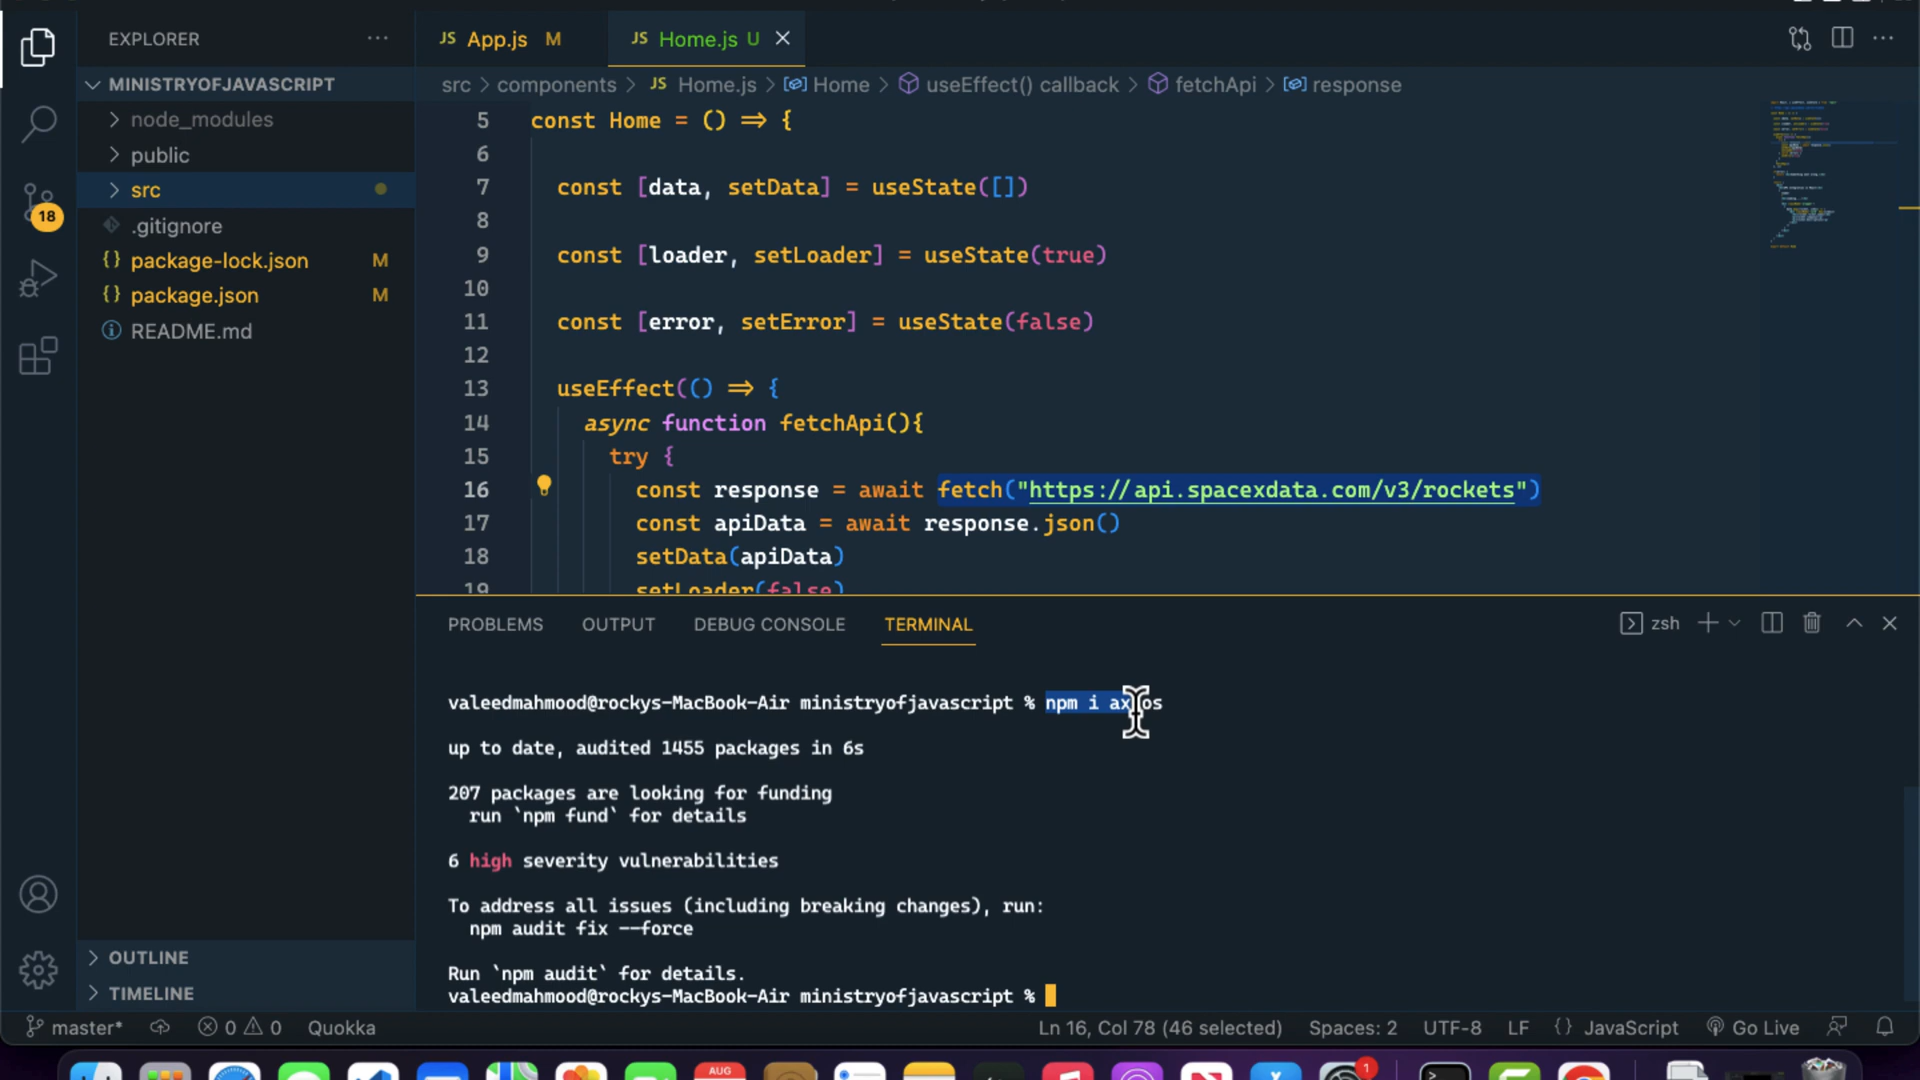 EXPLORER
JS App.js M
JS Home.js U
MINISTRYOFJAVASCRIPT
node_modules
public
src
.gitignore
{} package-lock.json M
{} package.json M
README.md
18
src > components > JS Home.js > Home > useEffect() callback > fetchApi > response
5 const Home = () => {
6
7 const [data, setData] = useState([])
8
9 const [loader, setLoader] = useState(true)
10
11 const [error, setError] = useState(false)
12
13 useEffect(() => {
14 async function fetchApi(){
15 try {
16 const response = await fetch("https://api.spacexdata.com/v3/rockets")
17 const apiData = await response.json()
18 setData(apiData)
19 setLoader(false)
PROBLEMS OUTPUT DEBUG CONSOLE TERMINAL
zsh
valeedmahmood@rockys-MacBook-Air ministryofjavascript % npm i axios
up to date, audited 1455 packages in 6s
207 packages are looking for funding
run `npm fund` for details
6 high severity vulnerabilities
To address all issues (including breaking changes), run:
npm audit fix --force
Run `npm audit` for details.
valeedmahmood@rockys-MacBook-Air ministryofjavascript %
OUTLINE
TIMELINE
master* 0 0 Quokka
Ln 16, Col 78 (46 selected) Spaces: 2 UTF-8 LF {} JavaScript Go Live
AUG
1